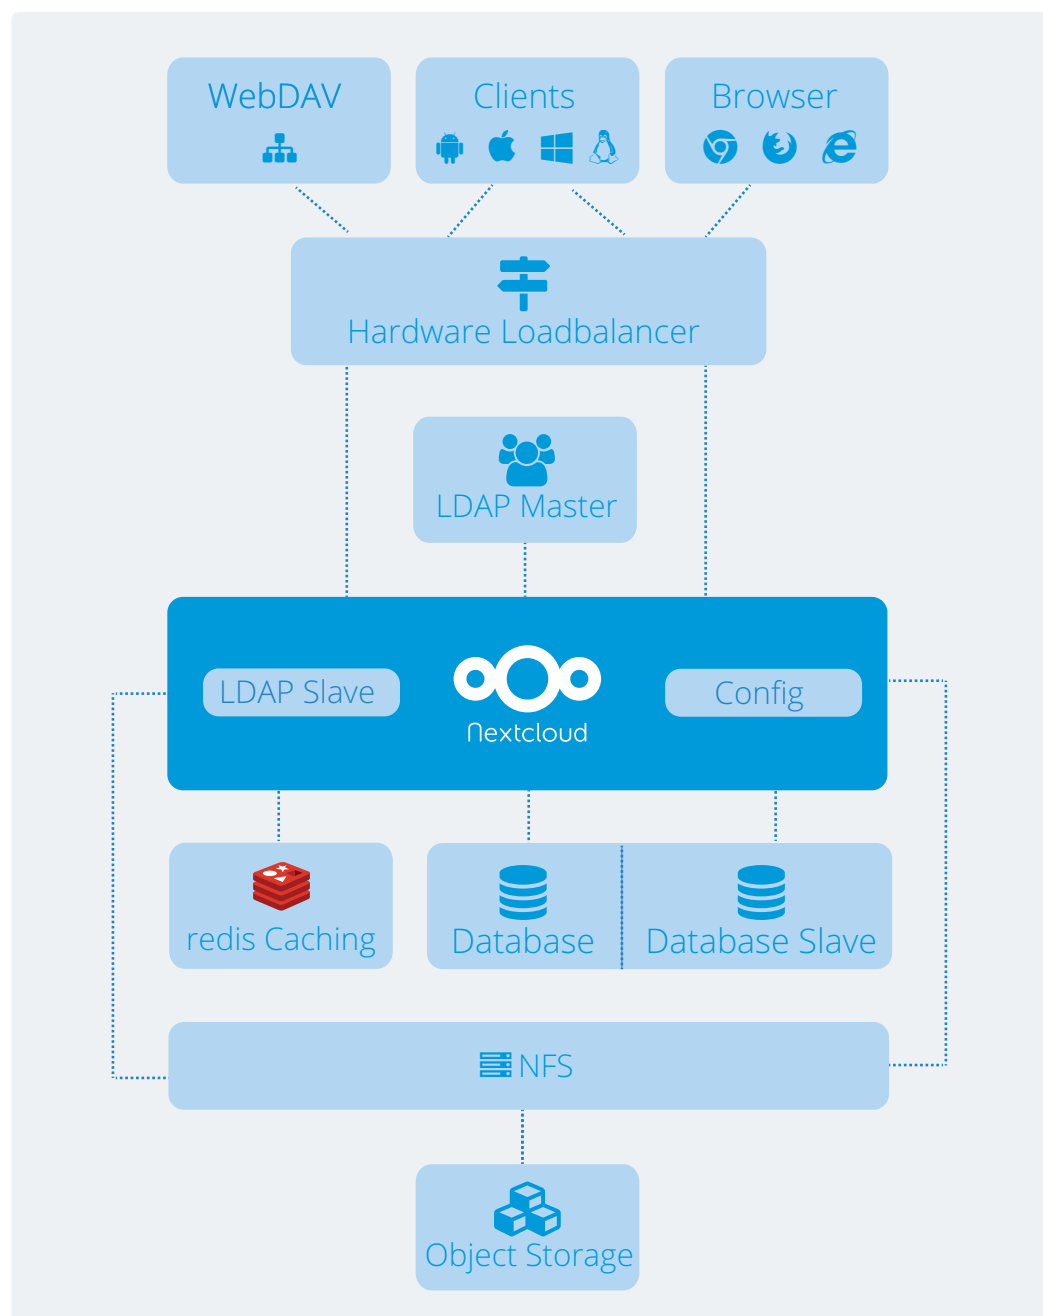 WebDAV
Clients
Browser
Hardware Loadbalancer
LDAP Master
LDAP Slave
Nextcloud
Config
redis Caching
Database
Database Slave
NFS
Object Storage